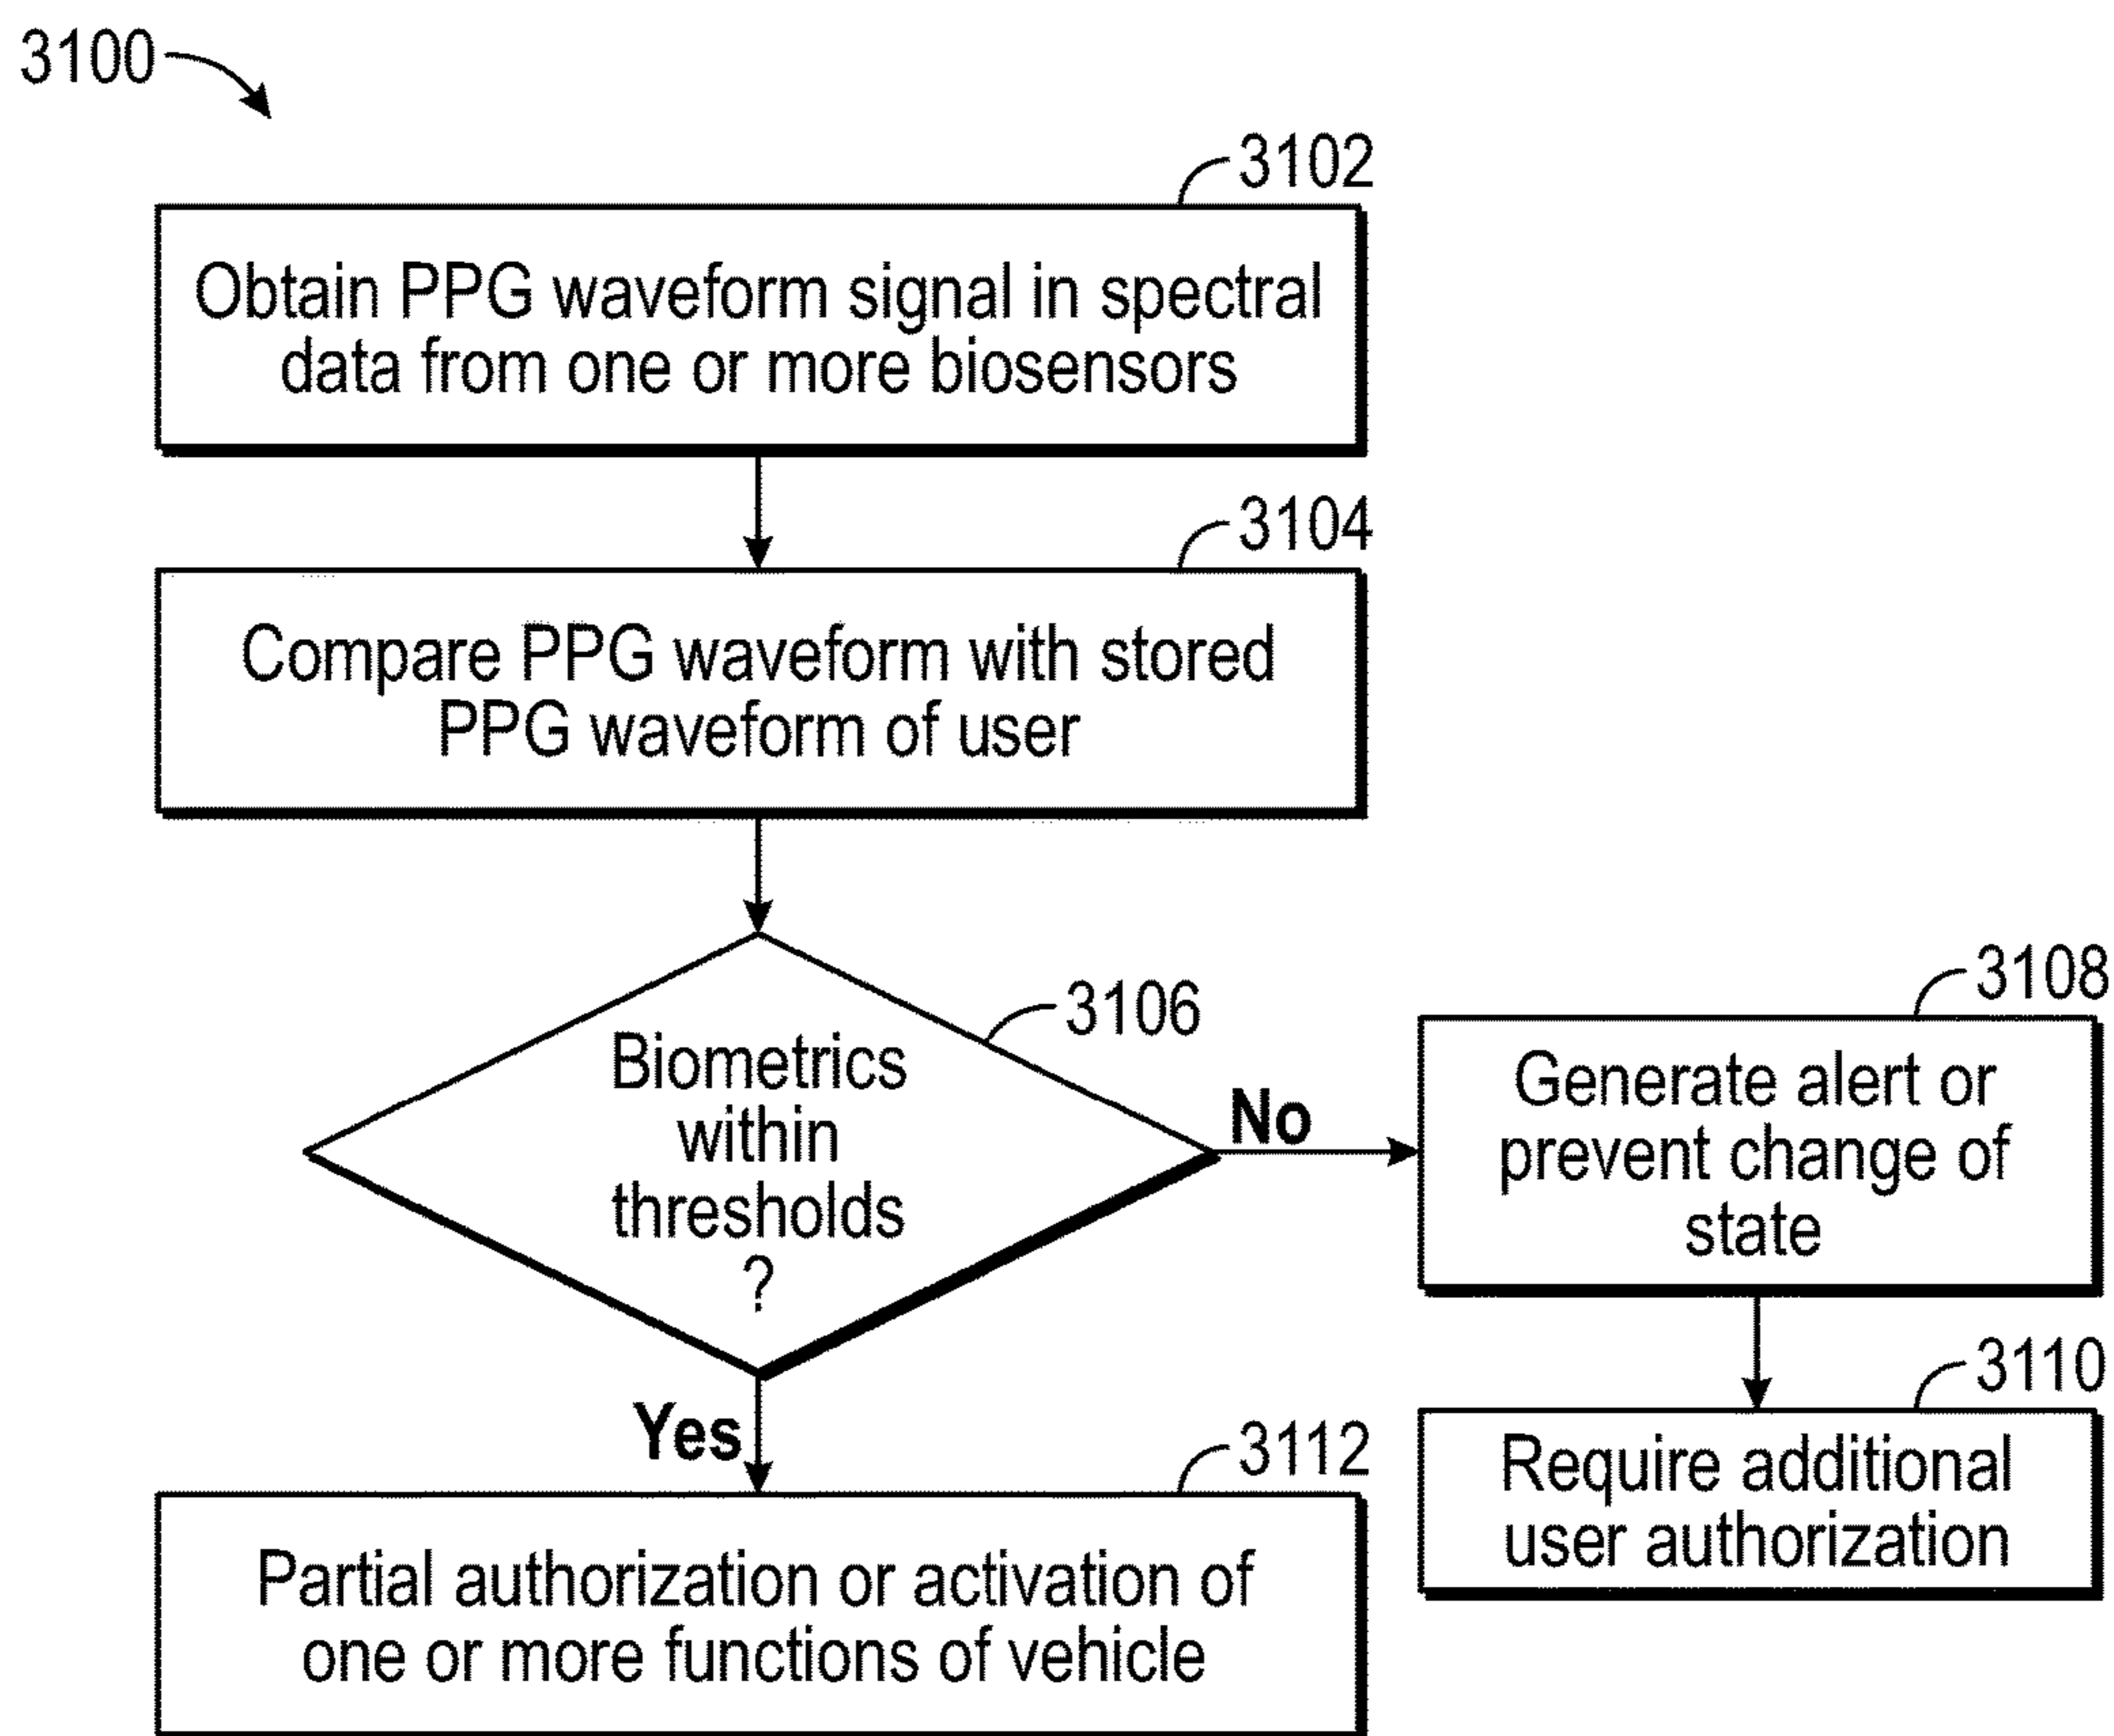 3100
3102
Obtain PPG waveform signal in spectral
data from one or more biosensors
3104
Compare PPG waveform with stored
PPG waveform of user
3106
Biometrics
within
thresholds
?
No
3108
Generate alert or
prevent change of
state
3110
Require additional
user authorization
Yes
3112
Partial authorization or activation of
one or more functions of vehicle